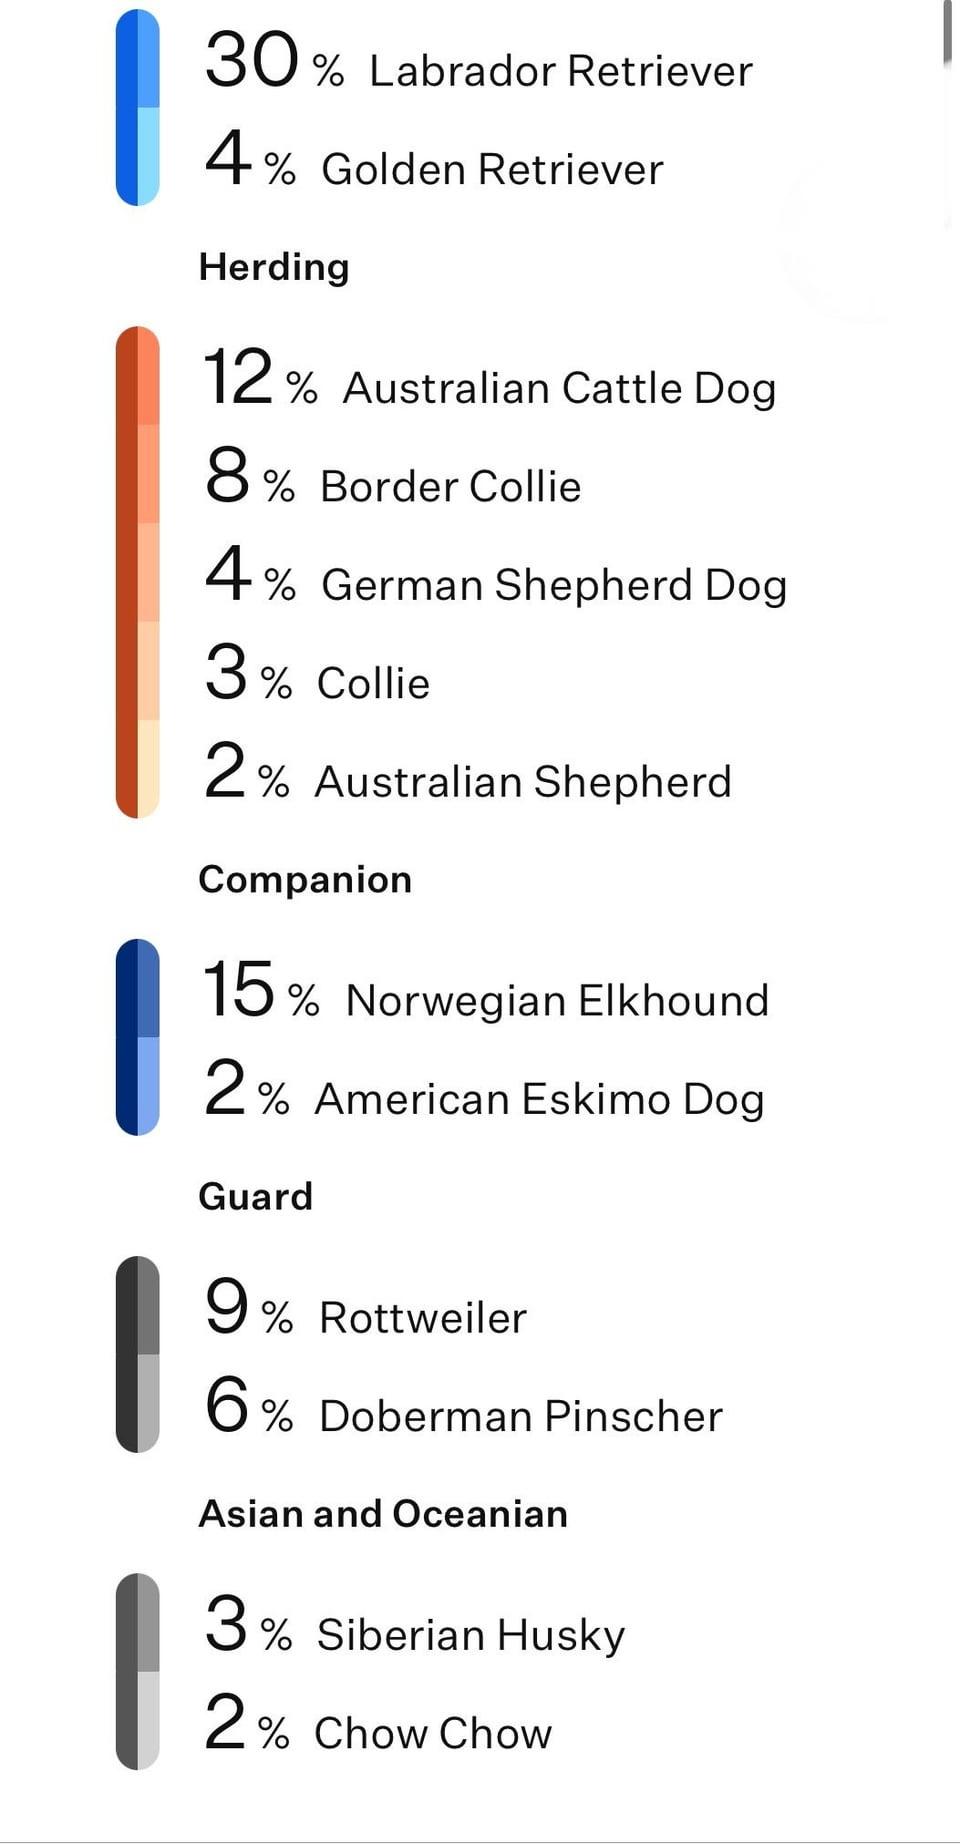 30 % Labrador Retriever
4 % Golden Retriever
Herding
12 % Australian Cattle Dog
8 % Border Collie
4 % German Shepherd Dog
3 % Collie
2 % Australian Shepherd
Companion
15 % Norwegian Elkhound
2 % American Eskimo Dog
Guard
9 % Rottweiler
6 % Doberman Pinscher
Asian and Oceanian
3 % Siberian Husky
2 % Chow Chow